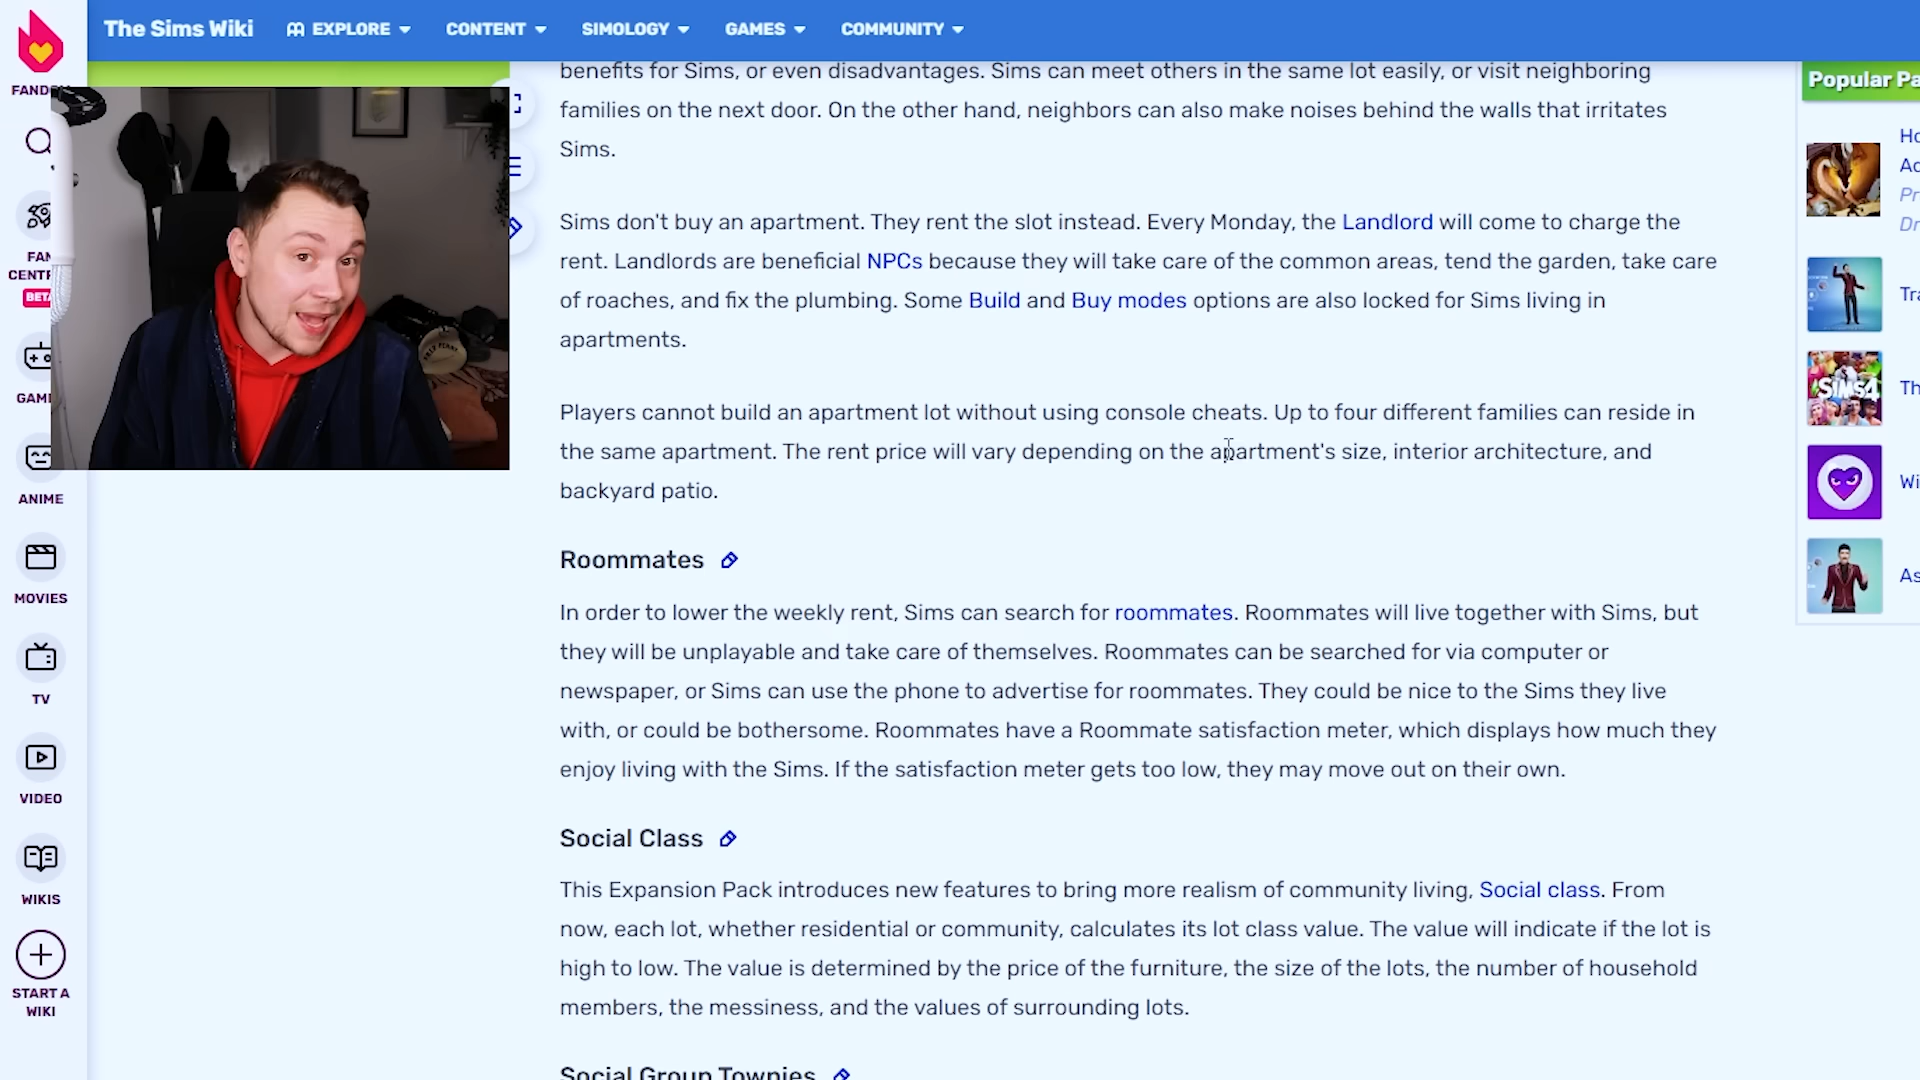 The Sims Wiki
EXPLORE
CONTENT
SIMOLOGY
GAMES
COMMUNITY
FAN
CENTR
BETA
GAM
ANIME
MOVIES
TV
VIDEO
WIKIS
START A
WIKI
benefits for Sims, or even disadvantages. Sims can meet others in the same lot easily, or visit neighboring
families on the next door. On the other hand, neighbors can also make noises behind the walls that irritates
Sims.
Sims don't buy an apartment. They rent the slot instead. Every Monday, the Landlord will come to charge the
rent. Landlords are beneficial NPCs because they will take care of the common areas, tend the garden, take care
of roaches, and fix the plumbing. Some Build and Buy modes options are also locked for Sims living in
apartments.
Players cannot build an apartment lot without using console cheats. Up to four different families can reside in
the same apartment. The rent price will vary depending on the apartment's size, interior architecture, and
backyard patio.
Roommates
In order to lower the weekly rent, Sims can search for roommates. Roommates will live together with Sims, but
they will be unplayable and take care of themselves. Roommates can be searched for via computer or
newspaper, or Sims can use the phone to advertise for roommates. They could be nice to the Sims they live
with, or could be bothersome. Roommates have a Roommate satisfaction meter, which displays how much they
enjoy living with the Sims. If the satisfaction meter gets too low, they may move out on their own.
Social Class
This Expansion Pack introduces new features to bring more realism of community living, Social class. From
now, each lot, whether residential or community, calculates its lot class value. The value will indicate if the lot is
high to low. The value is determined by the price of the furniture, the size of the lots, the number of household
members, the messiness, and the values of surrounding lots.
Social Group Townies
Popular Pa
Ho
Ac
Pr
Dr
Tra
SIMS4
Th
Wi
As